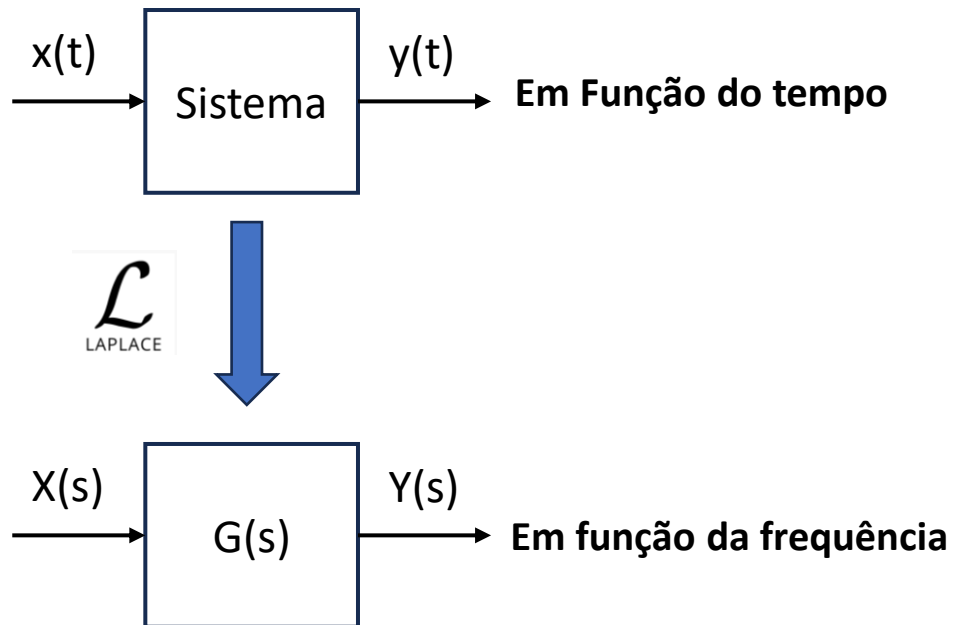 x(t)
y(t)
Sistema
Em Função do tempo
ℒ
LAPLACE
X(s)
Y(s)
G(s)
Em função da frequência